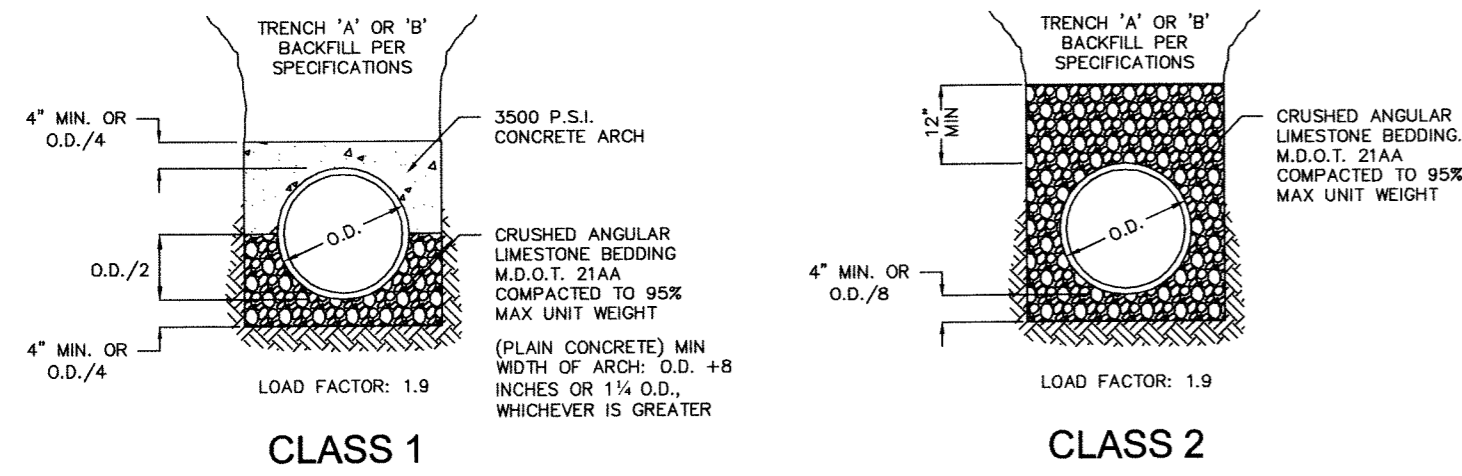 TRENCH 'A' OR 'B'
BACKFILL PER
SPECIFICATIONS
4" MIN. OR
O.D./4
3500 P.S.I.
CONCRETE ARCH
O.D.
O.D./2
CRUSHED ANGULAR
LIMESTONE BEDDING
M.D.O.T. 21AA
COMPACTED TO 95%
MAX UNIT WEIGHT
4" MIN. OR
O.D./4
(PLAIN CONCRETE) MIN
WIDTH OF ARCH: O.D. +8
INCHES OR 1¼ O.D.,
WHICHEVER IS GREATER
LOAD FACTOR: 1.9
CLASS 1
TRENCH 'A' OR 'B'
BACKFILL PER
SPECIFICATIONS
12"
MIN
CRUSHED ANGULAR
LIMESTONE BEDDING.
M.D.O.T. 21AA
COMPACTED TO 95%
MAX UNIT WEIGHT
O.D.
4" MIN. OR
O.D./8
LOAD FACTOR: 1.9
CLASS 2